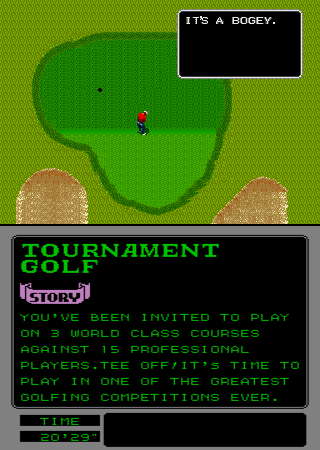 IT'S A BOGEY.
TOURNAMENT
GOLF
STORY
YOU'VE BEEN INVITED TO PLAY
ON 3 WORLD CLASS COURSES
AGAINST 15 PROFESSIONAL
PLAYERS.TEE OFF,IT'S TIME TO
PLAY IN ONE OF THE GREATEST
GOLFING COMPETITIONS EVER.
TIME
20'29"